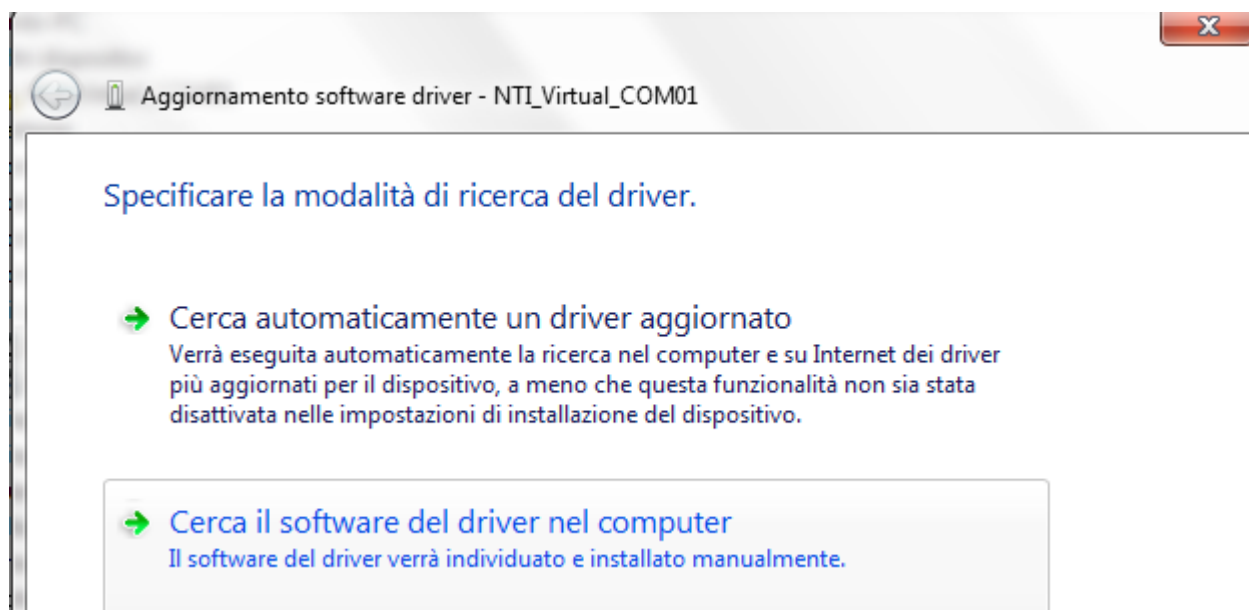 Aggiornamento software driver - NTI_Virtual_COM01
Specificare la modalità di ricerca del driver.
Cerca automaticamente un driver aggiornato
Verrà eseguita automaticamente la ricerca nel computer e su Internet dei driver
più aggiornati per il dispositivo, a meno che questa funzionalità non sia stata
disattivata nelle impostazioni di installazione del dispositivo.
Cerca il software del driver nel computer
Il software del driver verrà individuato e installato manualmente.